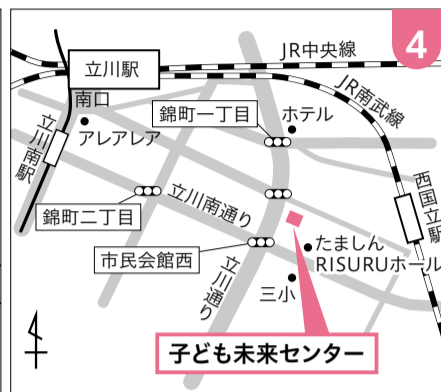 4
JR中央線
立川駅
JR南武線
南口
アレアレア
錦町一丁目
ホテル
立川南駅
西国立駅
錦町二丁目
立川南通り
市民会館西
たましん
RISURUホール
立川通り
三小
子ども未来センター